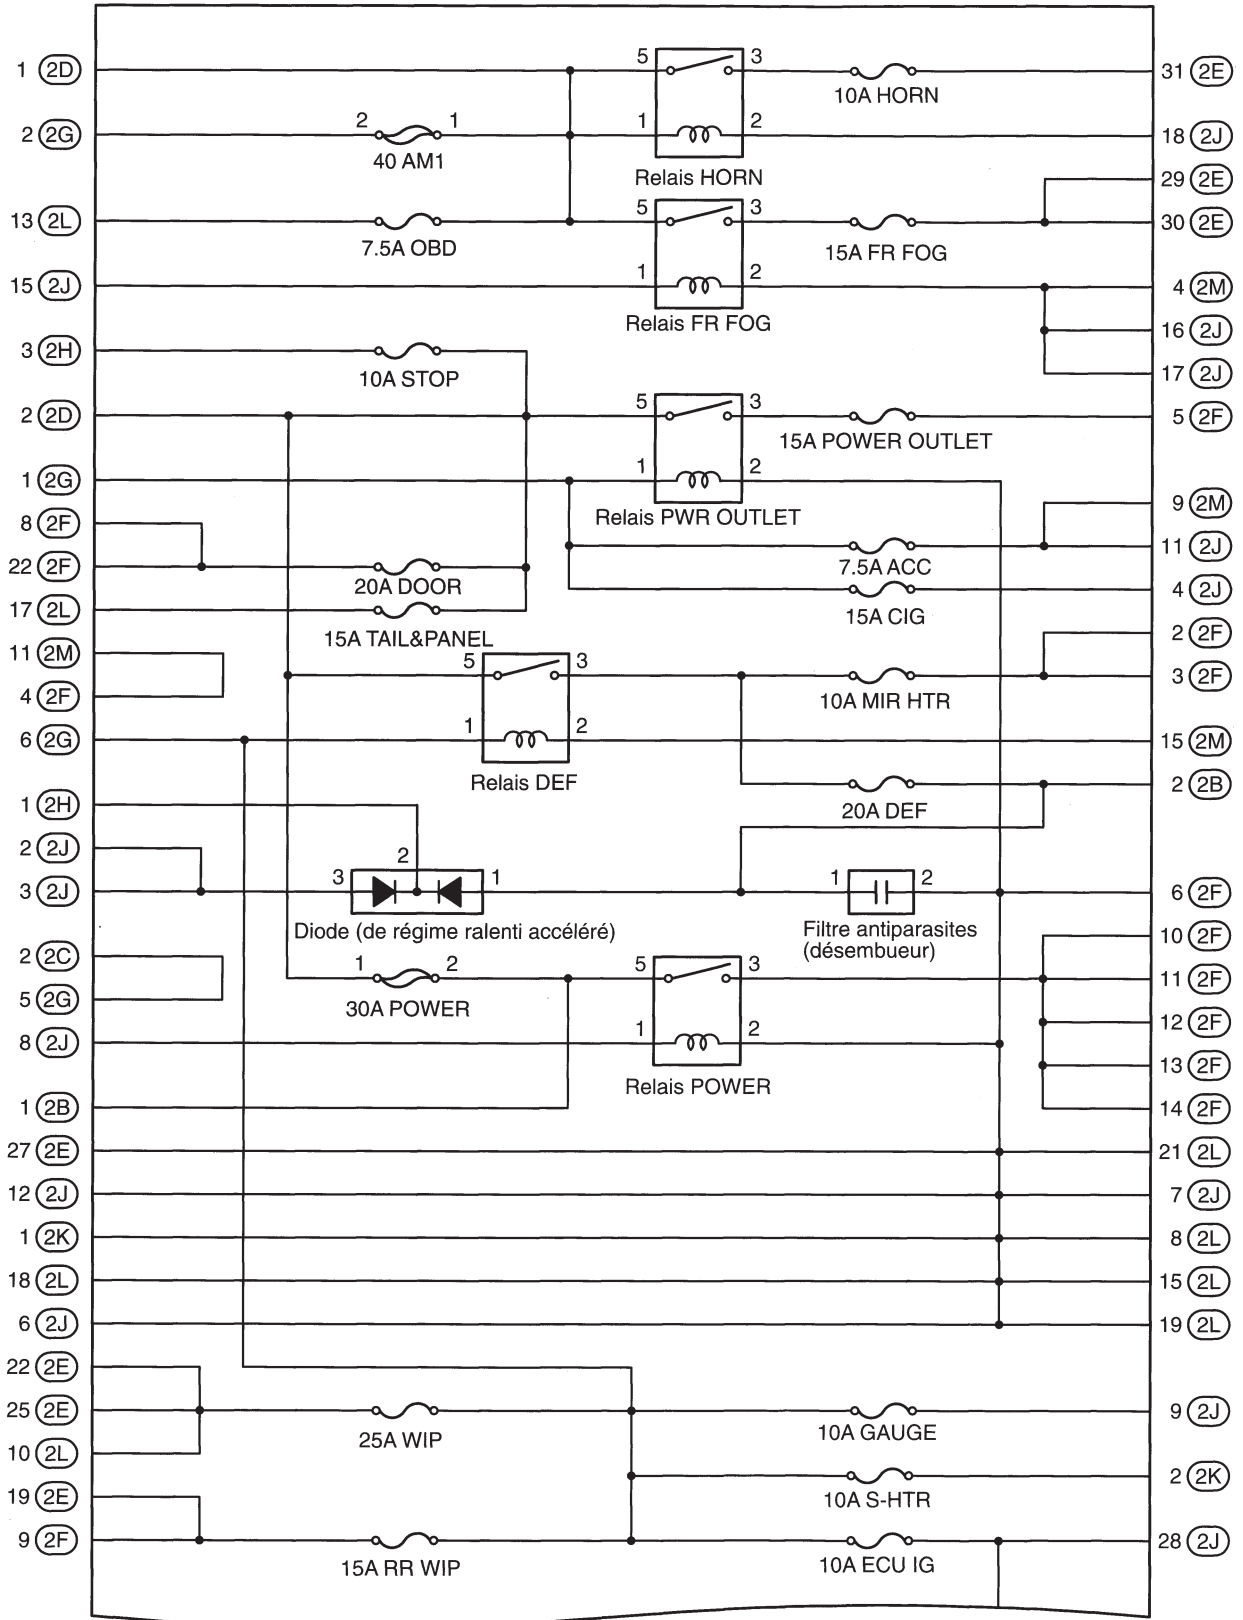 5 3
1 2D
31 2E
10A HORN
2 1
1 2
2 2G
18 2J
40 AM1
Relais HORN
29 2E
5 3
13 2L
30 2E
7.5A OBD
15A FR FOG
1 2
15 2J
4 2M
Relais FR FOG
16 2J
3 2H
17 2J
10A STOP
5 3
2 2D
5 2F
15A POWER OUTLET
1 2
1 2G
9 2M
Relais PWR OUTLET
8 2F
11 2J
7.5A ACC
22 2F
20A DOOR
4 2J
17 2L
15A CIG
15A TAIL&PANEL
2 2F
11 2M
5 3
3 2F
4 2F
10A MIR HTR
1 2
6 2G
15 2M
Relais DEF
2 2B
1 2H
20A DEF
2 2J
2
3 1
1 2
3 2J
6 2F
Diode (de régime ralenti accéléré)
Filtre antiparasites
(désembueur)
10 2F
2 2C
1 2
5 3
11 2F
5 2G
30A POWER
12 2F
1 2
8 2J
13 2F
Relais POWER
1 2B
14 2F
27 2E
21 2L
12 2J
7 2J
1 2K
8 2L
18 2L
15 2L
6 2J
19 2L
22 2E
25 2E
9 2J
25A WIP
10A GAUGE
10 2L
2 2K
19 2E
10A S-HTR
9 2F
28 2J
15A RR WIP
10A ECU IG